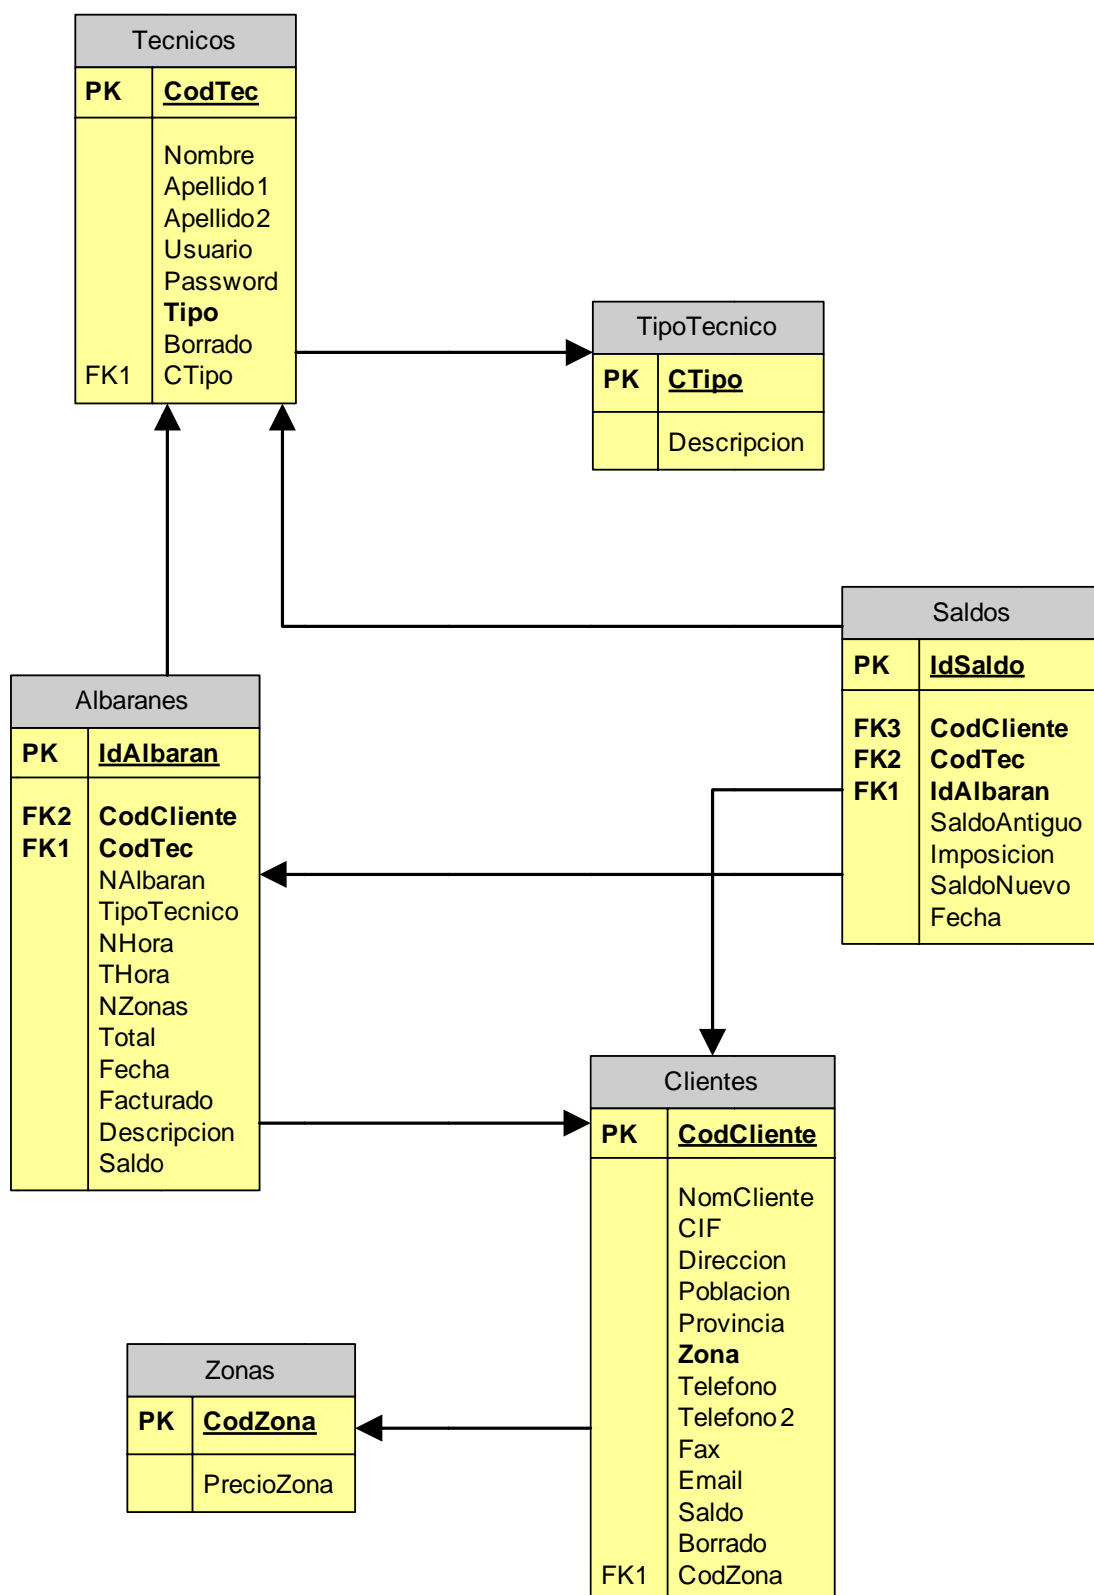 Tecnicos
PK CodTec
Nombre
Apellido1
Apellido2
Usuario
Password
Tipo
Borrado
FK1 CTipo
TipoTecnico
PK CTipo
Descripcion
Saldos
PK IdSaldo
FK3 CodCliente
FK2 CodTec
FK1 IdAlbaran
SaldoAntiguo
Imposicion
SaldoNuevo
Fecha
Albaranes
PK IdAlbaran
FK2 CodCliente
FK1 CodTec
NAlbaran
TipoTecnico
NHora
THora
NZonas
Total
Fecha
Facturado
Descripcion
Saldo
Clientes
PK CodCliente
NomCliente
CIF
Direccion
Poblacion
Provincia
Zona
Telefono
Telefono2
Fax
Email
Saldo
Borrado
FK1 CodZona
Zonas
PK CodZona
PrecioZona